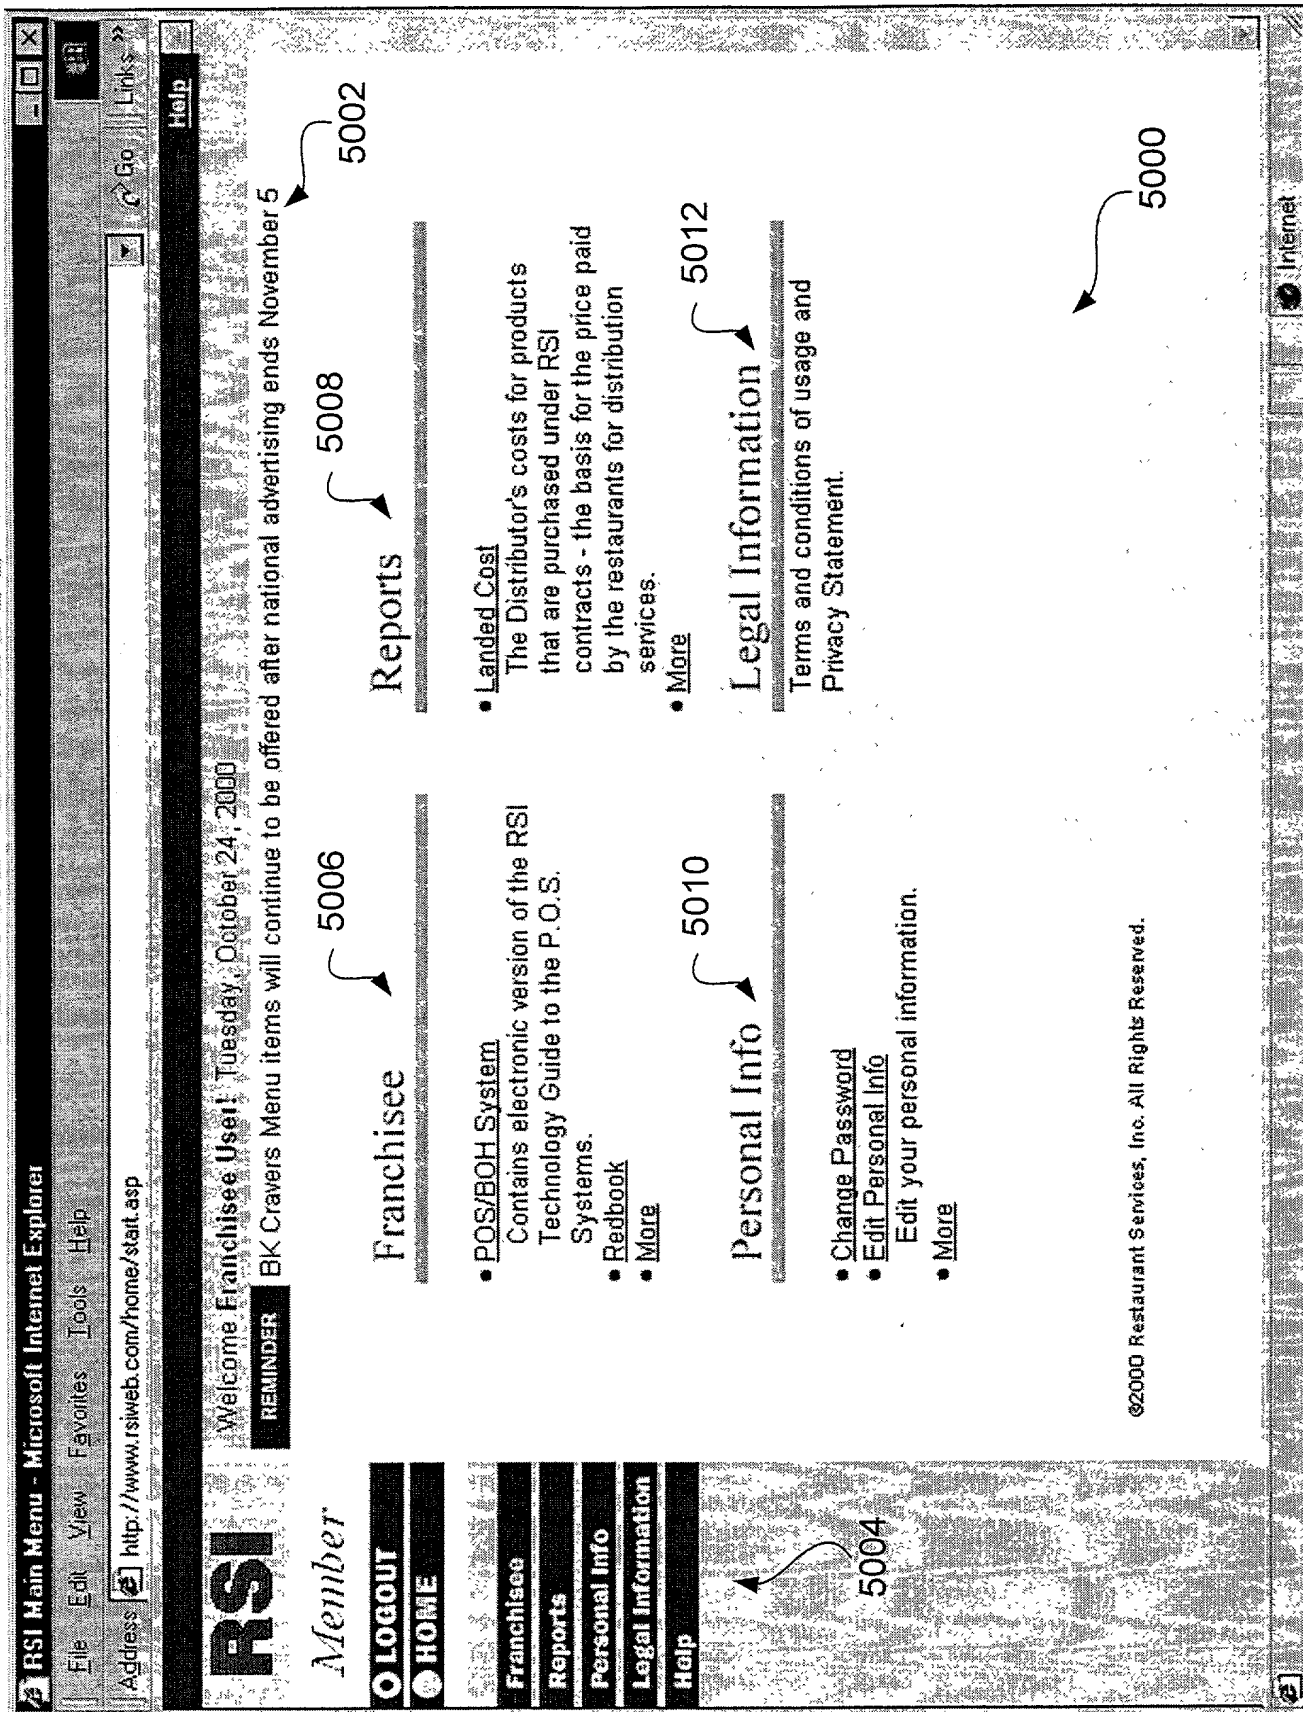 RSI Main Menu - Microsoft Internet Explorer
File Edit View Favorites Tools Help
Address http://www.rsiweb.com/home/start.asp Go Links »
Help
RSI
Welcome Franchisee User! Tuesday, October 24, 2000
REMINDER BK Cravers Menu items will continue to be offered after national advertising ends November 5
5002
Member
LOGOUT
HOME
Franchisee
Reports
Personal Info
Legal Information
Help
5004
Franchisee
5006
• POS/BOH System
Contains electronic version of the RSI
Technology Guide to the P.O.S.
Systems.
• Redbook
• More
Reports
5008
• Landed Cost
The Distributor's costs for products
that are purchased under RSI
contracts - the basis for the price paid
by the restaurants for distribution
services.
• More
Personal Info
5010
• Change Password
• Edit Personal Info
Edit your personal information.
• More
Legal Information
5012
Terms and conditions of usage and
Privacy Statement.
5000
©2000 Restaurant Services, Inc. All Rights Reserved.
Internet